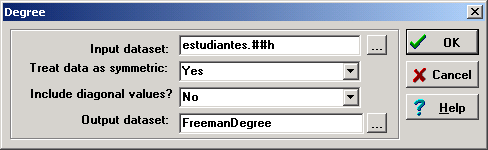 Degree
Input dataset: estudiantes.##h ... OK
Treat data as symmetric: Yes Cancel
Include diagonal values? No Help
Output dataset: FreemanDegree ...